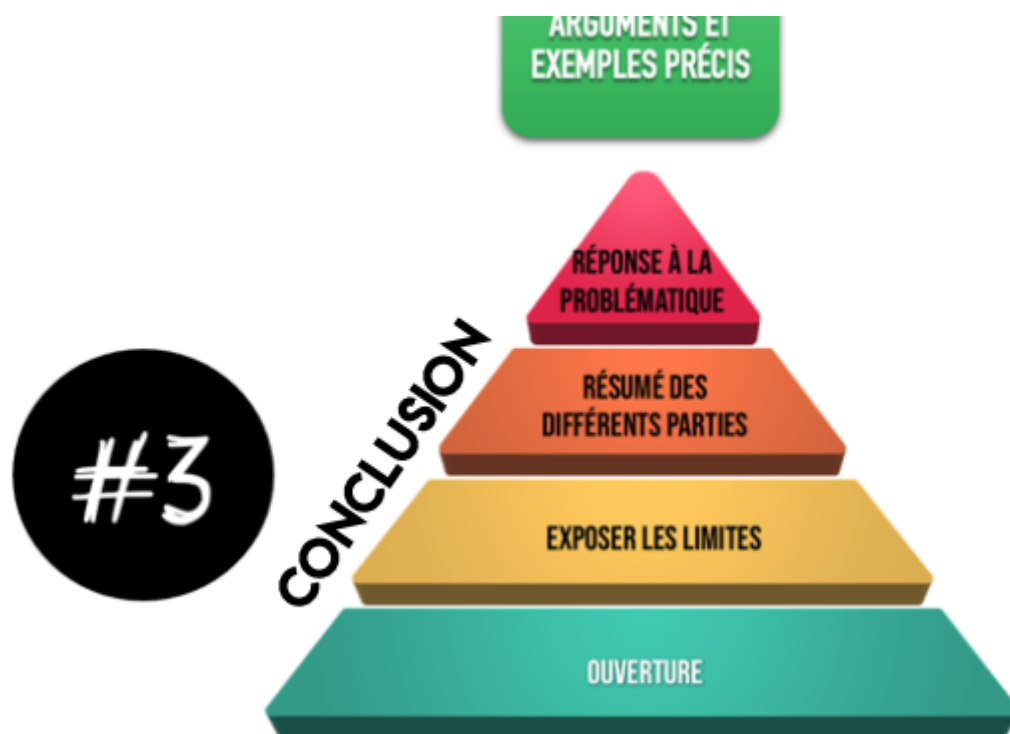 ARGUMENTS ET
EXEMPLES PRÉCIS
RÉPONSE À LA
PROBLÉMATIQUE
RÉSUMÉ DES
DIFFÉRENTS PARTIES
EXPOSER LES LIMITES
OUVERTURE
CONCLUSION
#3